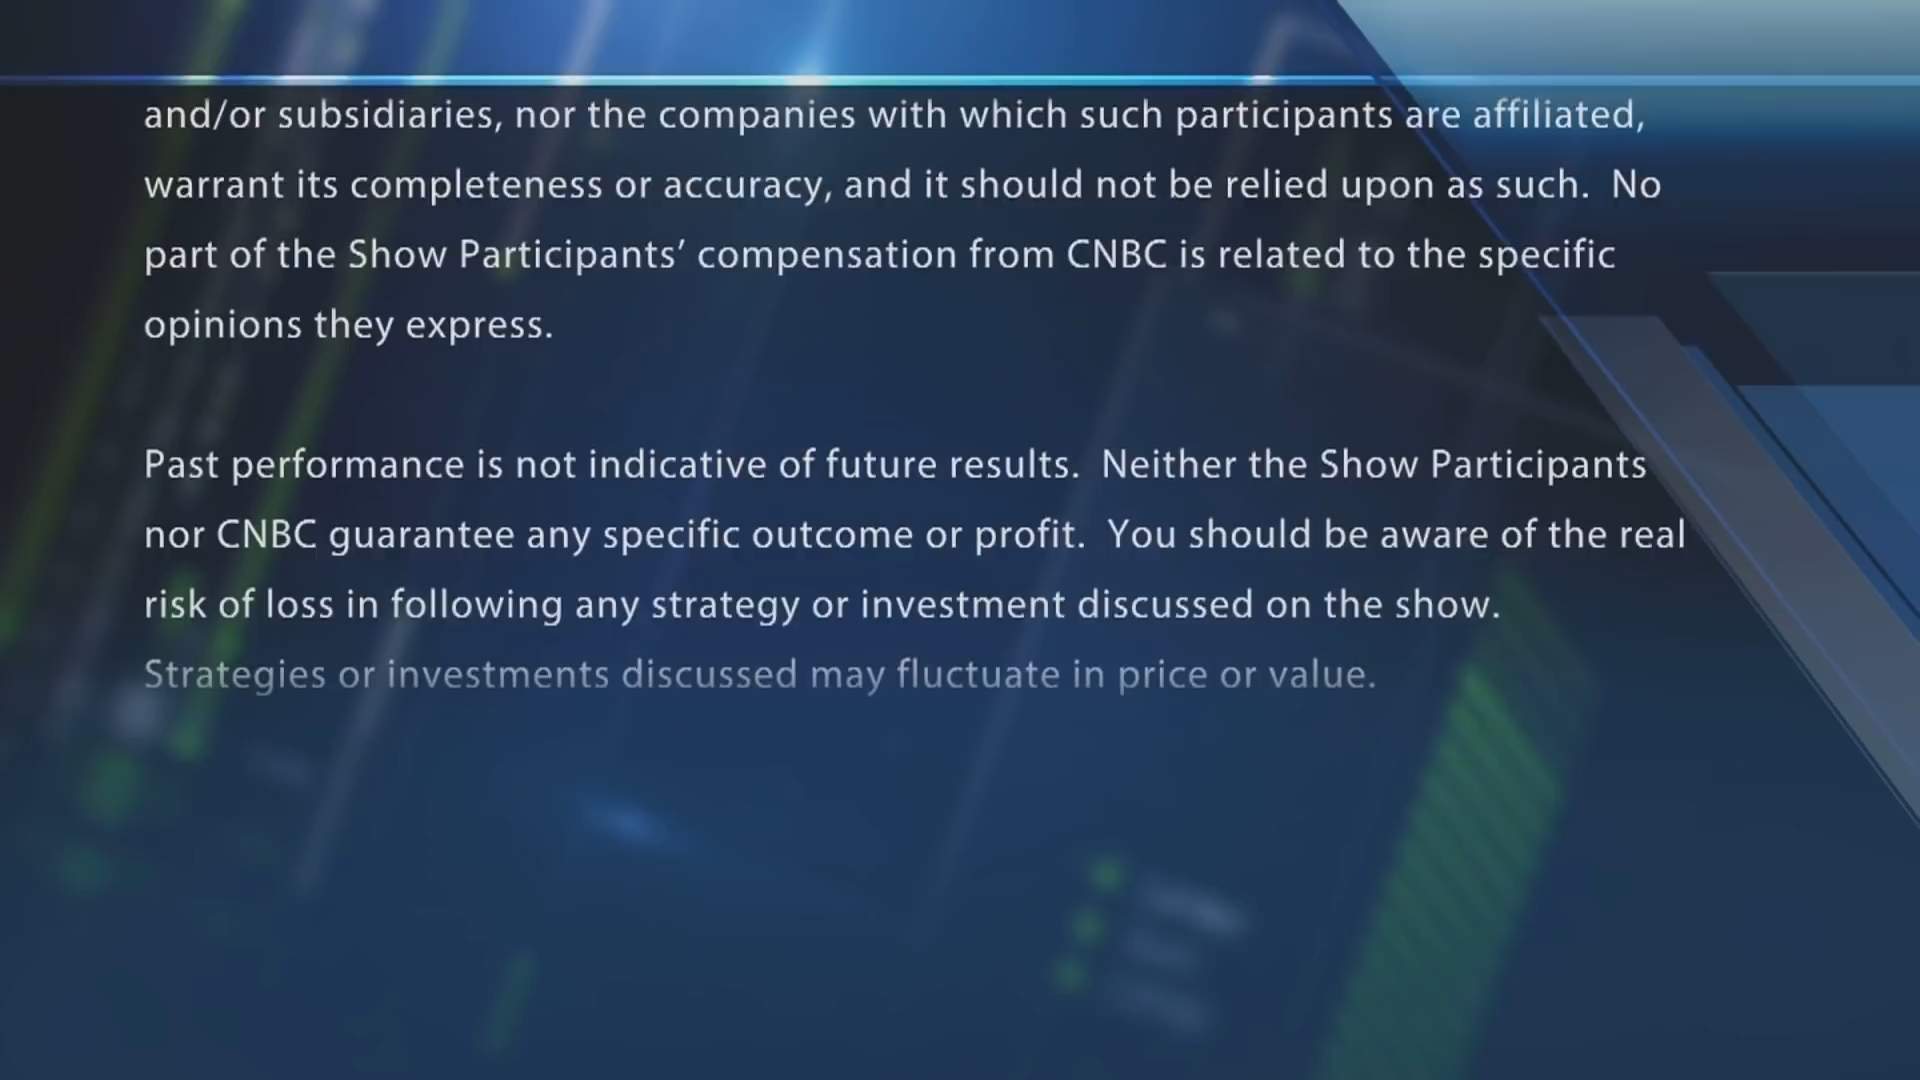 and/or subsidiaries, nor the companies with which such participants are affiliated,
warrant its completeness or accuracy, and it should not be relied upon as such.  No
part of the Show Participants’ compensation from CNBC is related to the specific
opinions they express.
Past performance is not indicative of future results.  Neither the Show Participants
nor CNBC guarantee any specific outcome or profit.  You should be aware of the real
risk of loss in following any strategy or investment discussed on the show.
Strategies or investments discussed may fluctuate in price or value.